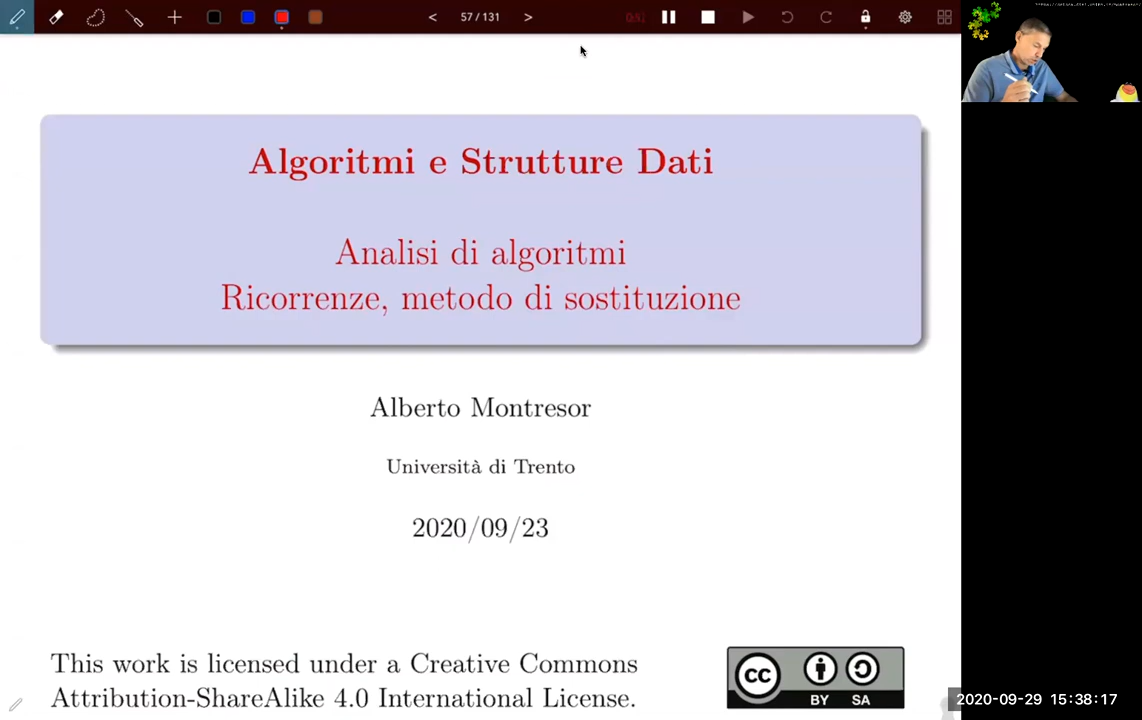 57 / 131
Algoritmi e Strutture Dati
Analisi di algoritmi
Ricorrenze, metodo di sostituzione
Alberto Montresor
Università di Trento
2020/09/23
This work is licensed under a Creative Commons
Attribution-ShareAlike 4.0 International License.
CC
BY SA
2020-09-29 15:38:17